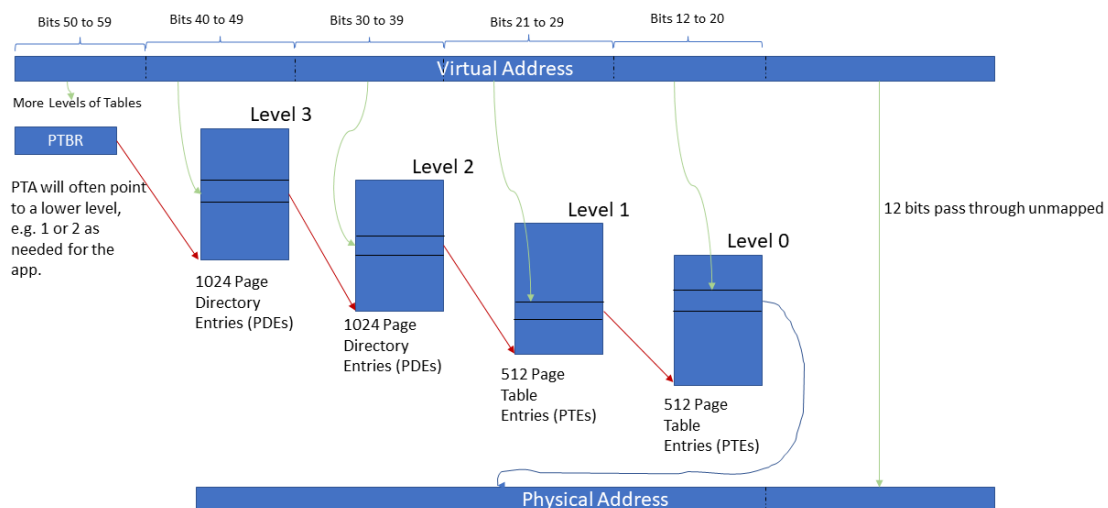 Bits 50 to 59
Bits 40 to 49
Bits 30 to 39
Bits 21 to 29
Bits 12 to 20
Virtual Address
More Levels of Tables
PTBR
PTA will often point
to a lower level,
e.g. 1 or 2 as
needed for the
app.
Level 3
1024 Page
Directory
Entries (PDEs)
Level 2
1024 Page
Directory
Entries (PDEs)
Level 1
512 Page
Table
Entries (PTEs)
Level 0
512 Page
Table
Entries (PTEs)
12 bits pass through unmapped
Physical Address